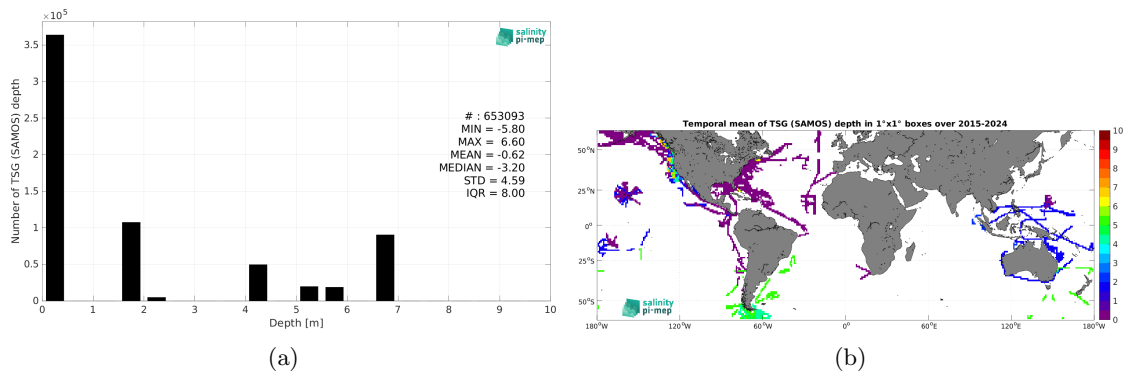 ×10⁵
3.5
3
2.5
2
1.5
1
0.5
0
0 1 2 3 4 5 6 7 8 9 10
Number of TSG (SAMOS) depth
Depth [m]
salinity
pi-mep
# : 653093
MIN = -5.80
MAX = 6.60
MEAN = -0.62
MEDIAN = -3.20
STD = 4.59
IQR = 8.00
(a)
Temporal mean of TSG (SAMOS) depth in 1°x1° boxes over 2015-2024
50°N
25°N
0°
25°S
50°S
180°W 120°W 60°W 0° 60°E 120°E 180°W
10
9
8
7
6
5
4
3
2
1
0
salinity
pi-mep
(b)